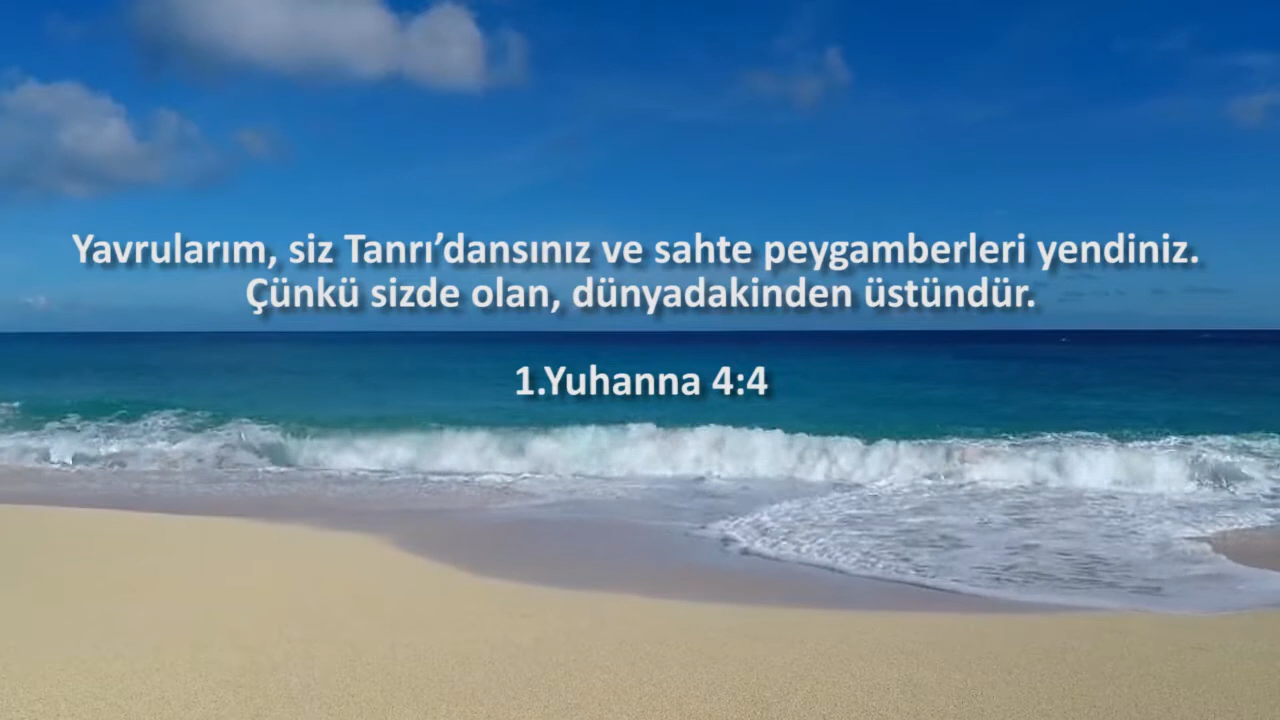 Yavrularım, siz Tanrı’dansınız ve sahte peygamberleri yendiniz.
Çünkü sizde olan, dünyadakinden üstündür.
1.Yuhanna 4:4